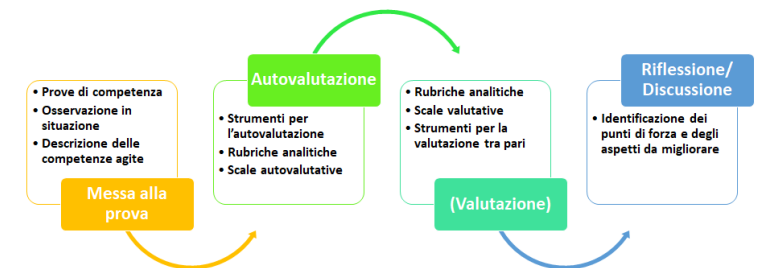 • Prove di competenza
• Osservazione in
situazione
• Descrizione delle
competenze agite
Messa alla
prova
Autovalutazione
• Strumenti per
l'autovalutazione
• Rubriche analitiche
• Scale autovalutative
• Rubriche analitiche
• Scale valutative
• Strumenti per la
valutazione tra pari
(Valutazione)
Riflessione/
Discussione
• Identificazione dei
punti di forza e degli
aspetti da migliorare